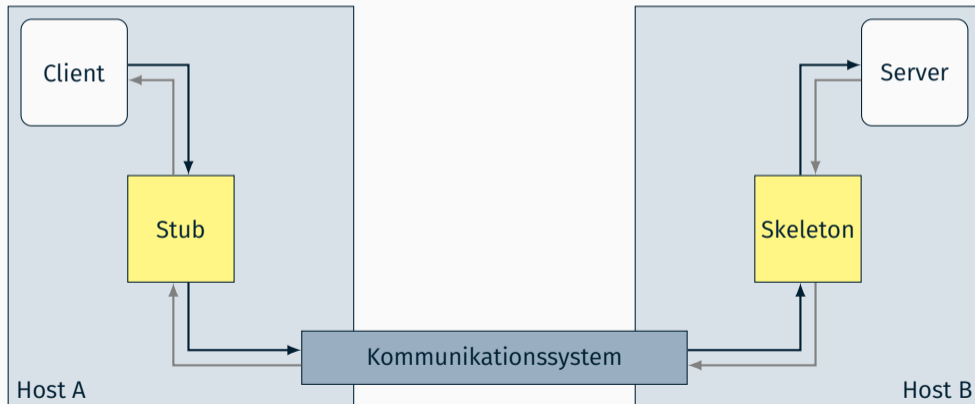 Client
Server
Stub
Skeleton
Kommunikationssystem
Host A
Host B